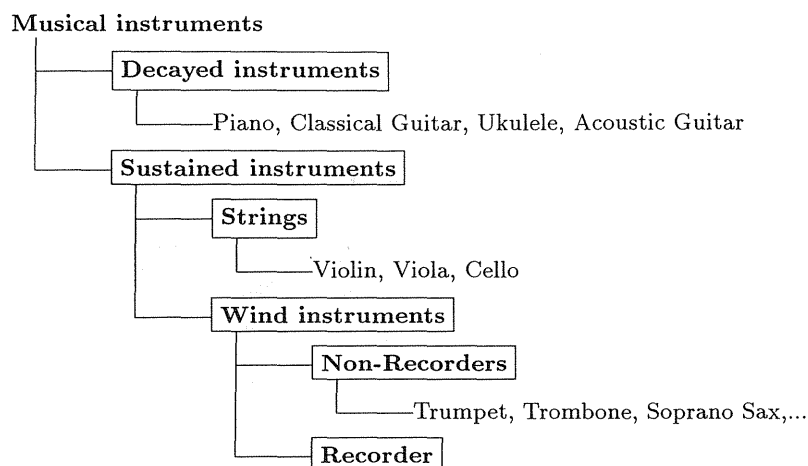 Musical instruments
Decayed instruments
Piano, Classical Guitar, Ukulele, Acoustic Guitar
Sustained instruments
Strings
Violin, Viola, Cello
Wind instruments
Non-Recorders
Trumpet, Trombone, Soprano Sax,...
Recorder